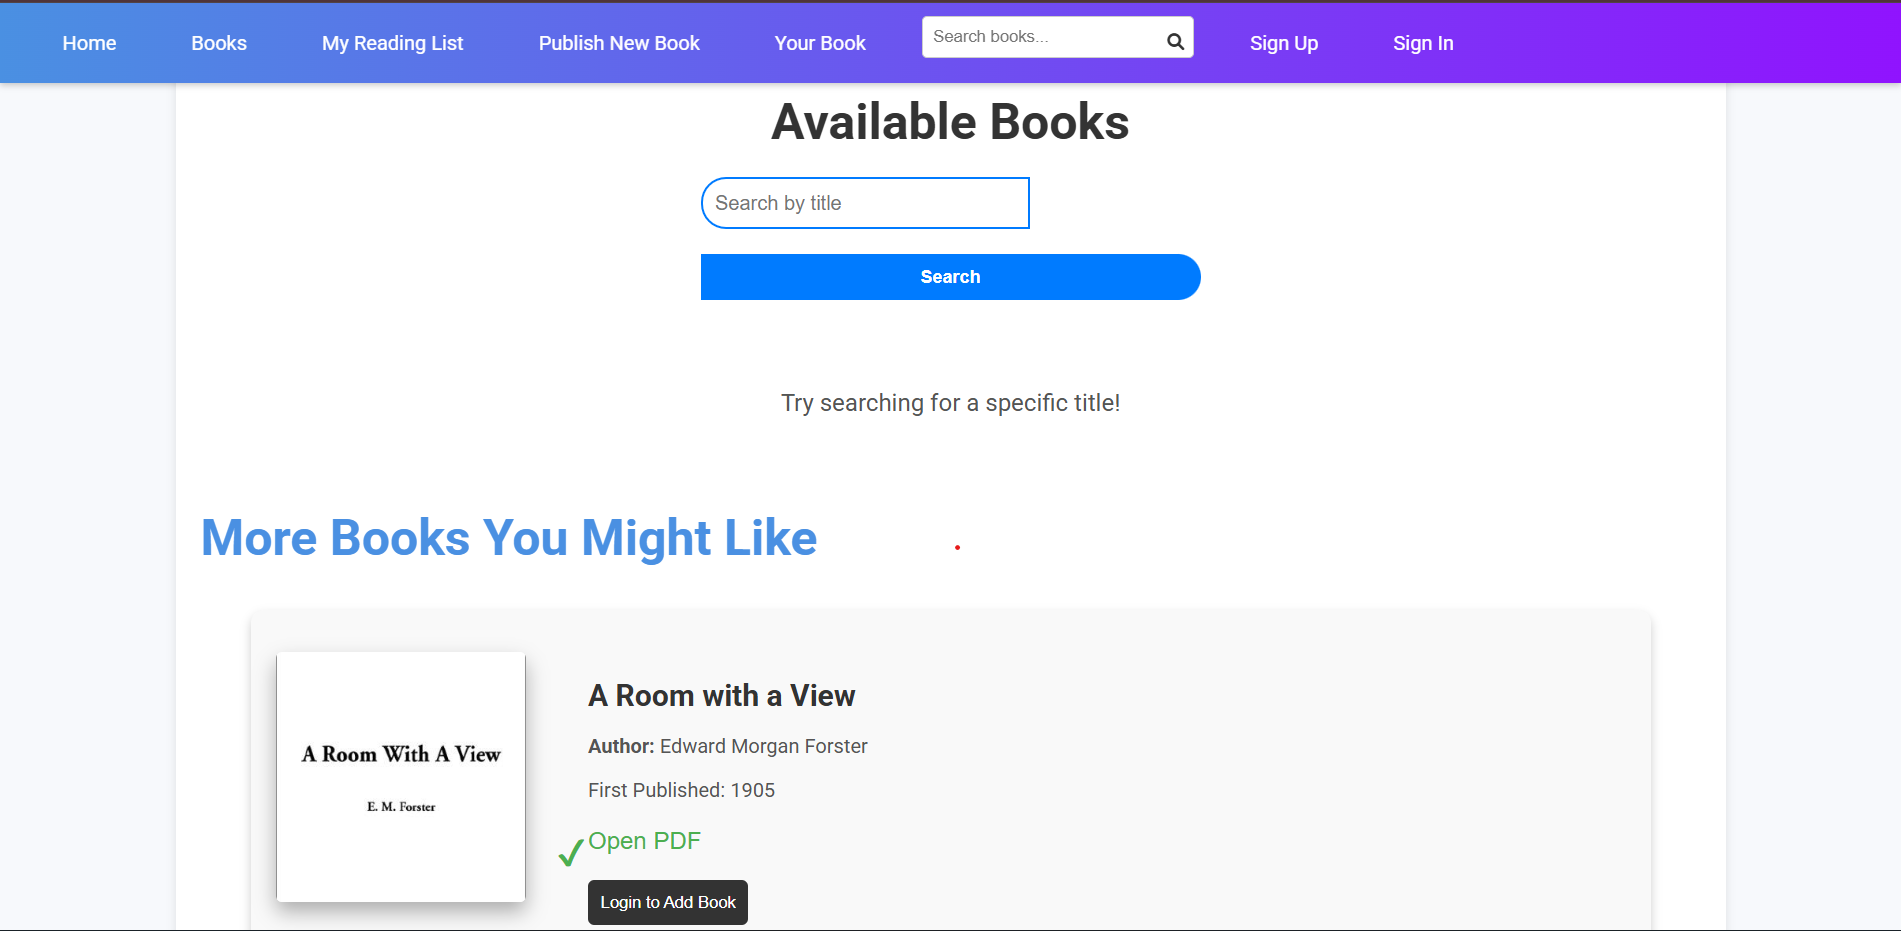 Home Books My Reading List Publish New Book Your Book Search books... Sign Up Sign In
Available Books
Search by title
Search
Try searching for a specific title!
More Books You Might Like
A Room With A View
E. M. Forster
A Room with a View
Author: Edward Morgan Forster
First Published: 1905
Open PDF
Login to Add Book